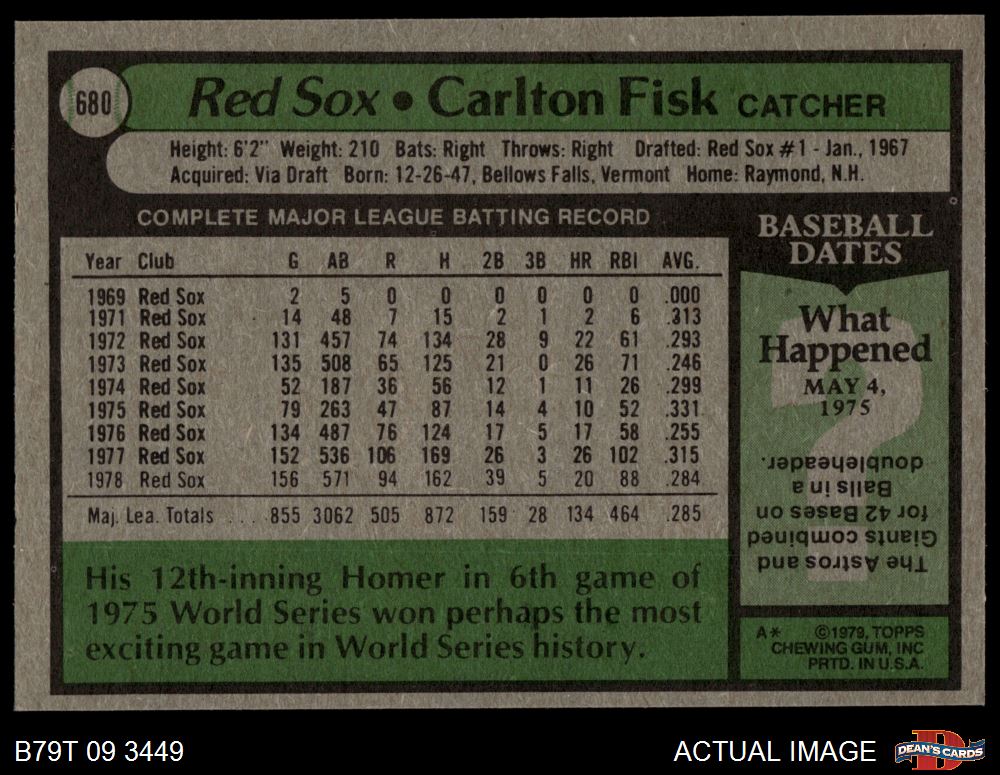 680
Red Sox • Carlton Fisk CATCHER
Height: 6'2" Weight: 210 Bats: Right Throws: Right Drafted: Red Sox #1 - Jan., 1967
Acquired: Via Draft Born: 12-26-47, Bellows Falls, Vermont Home: Raymond, N.H.
COMPLETE MAJOR LEAGUE BATTING RECORD
Year Club G AB R H 2B 3B HR RBI AVG.
1969 Red Sox 2 5 0 0 0 0 0 0 .000
1971 Red Sox 14 48 7 15 2 1 2 6 .313
1972 Red Sox 131 457 74 134 28 9 22 61 .293
1973 Red Sox 135 508 65 125 21 0 26 71 .246
1974 Red Sox 52 187 36 56 12 1 11 26 .299
1975 Red Sox 79 263 47 87 14 4 10 52 .331
1976 Red Sox 134 487 76 124 17 5 17 58 .255
1977 Red Sox 152 536 106 169 26 3 26 102 .315
1978 Red Sox 156 571 94 162 39 5 20 88 .284
Maj. Lea. Totals .... 855 3062 505 872 159 28 134 464 .285
His 12th-inning Homer in 6th game of
1975 World Series won perhaps the most
exciting game in World Series history.
BASEBALL
DATES
What
Happened
MAY 4,
1975
The Astros and
Giants combined
for 42 Bases on
Balls in a
doubleheader.
A* ©1979, TOPPS
CHEWING GUM, INC
PRTD. IN U.S.A.
B79T 09 3449
ACTUAL IMAGE
DEAN'S CARDS